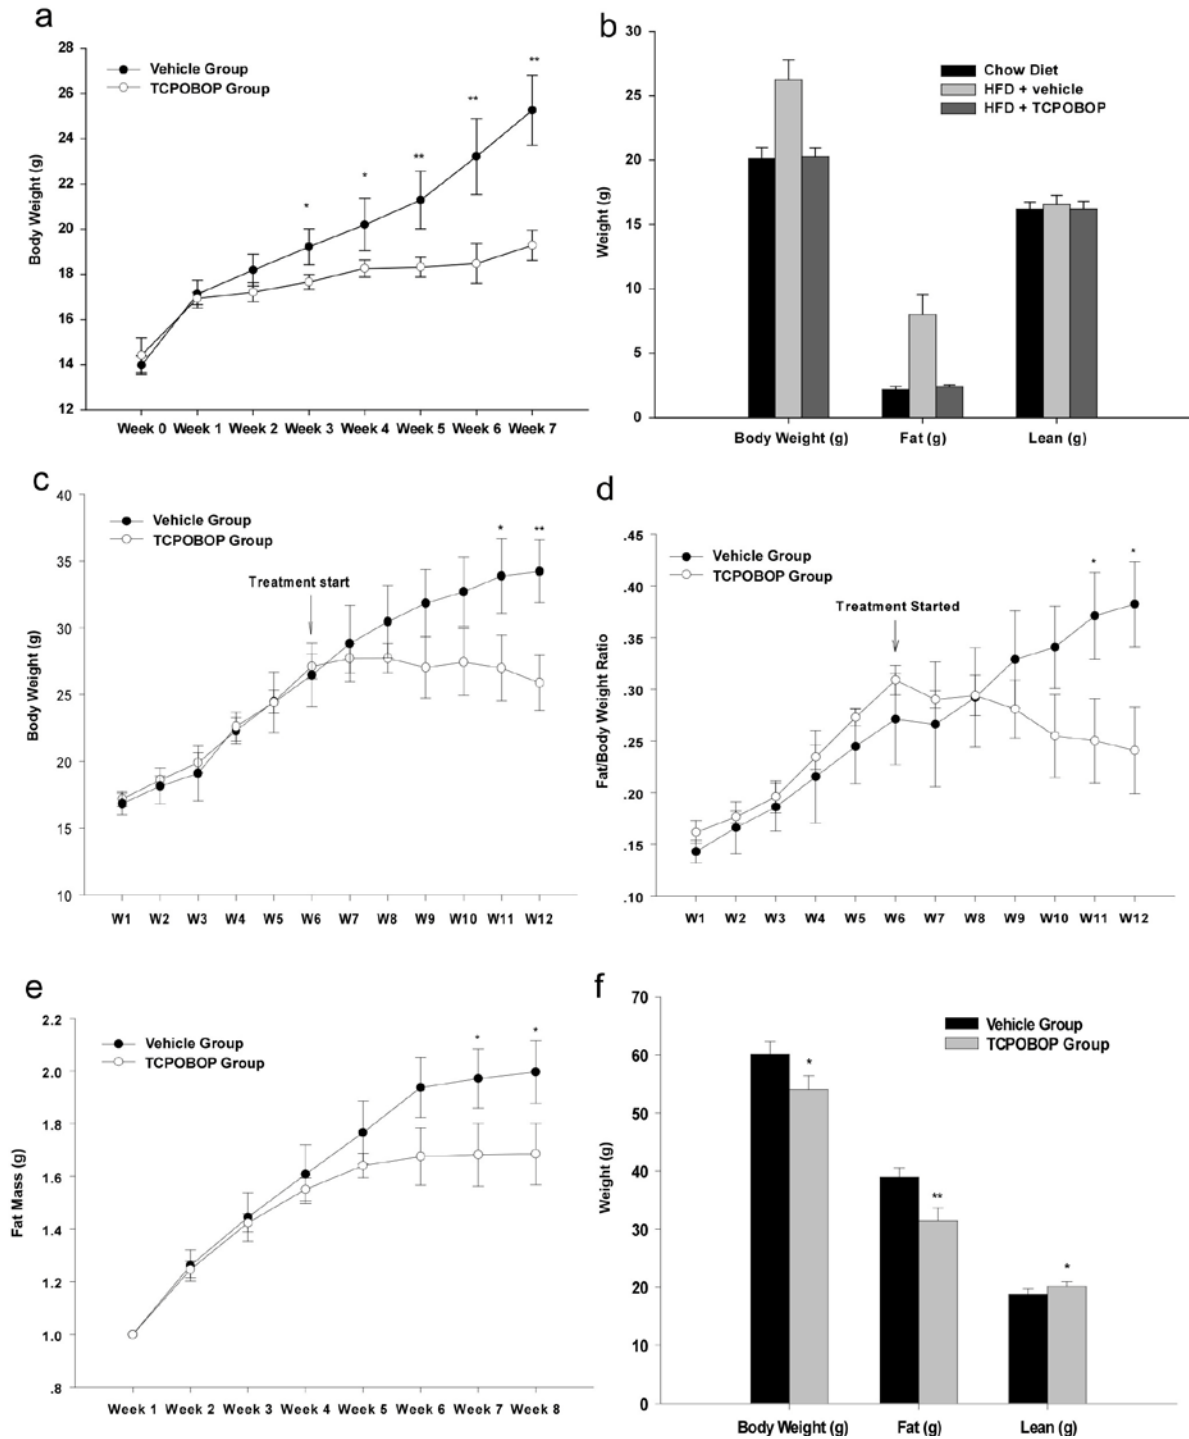 a
28
26
24
22
20
18
16
14
12
Body Weight (g)
Vehicle Group
TCPOBOP Group
*
*
**
**
**
Week 0 Week 1 Week 2 Week 3 Week 4 Week 5 Week 6 Week 7
b
30
25
20
15
10
5
0
Weight (g)
Chow Diet
HFD + vehicle
HFD + TCPOBOP
Body Weight (g) Fat (g) Lean (g)
c
40
35
30
25
20
15
10
Body Weight (g)
Vehicle Group
TCPOBOP Group
Treatment start
*
**
W1 W2 W3 W4 W5 W6 W7 W8 W9 W10 W11 W12
d
.45
.40
.35
.30
.25
.20
.15
.10
Fat/Body Weight Ratio
Vehicle Group
TCPOBOP Group
Treatment Started
*
*
W1 W2 W3 W4 W5 W6 W7 W8 W9 W10 W11 W12
e
2.2
2.0
1.8
1.6
1.4
1.2
1.0
.8
Fat Mass (g)
Vehicle Group
TCPOBOP Group
*
*
Week 1 Week 2 Week 3 Week 4 Week 5 Week 6 Week 7 Week 8
f
70
60
50
40
30
20
10
0
Weight (g)
Vehicle Group
TCPOBOP Group
*
**
*
Body Weight (g) Fat (g) Lean (g)